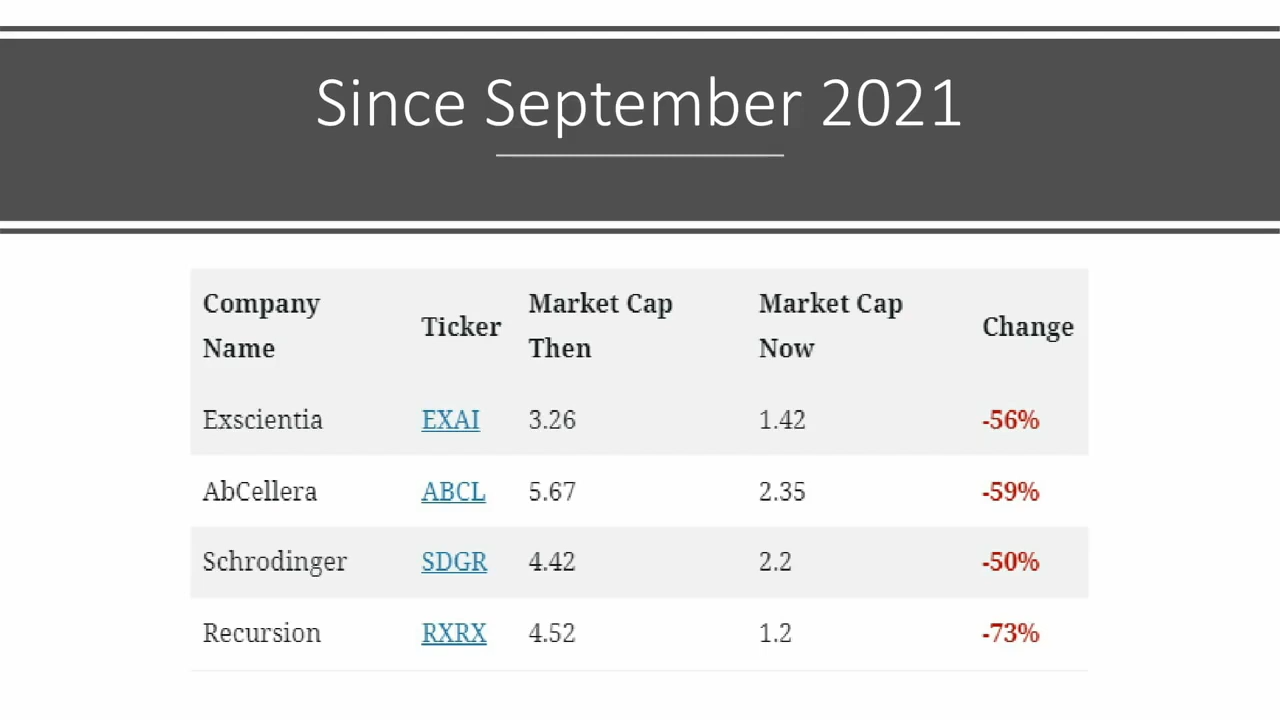 Since September 2021
Company Name Ticker Market Cap Then Market Cap Now Change
Exscientia EXAI 3.26 1.42 -56%
AbCellera ABCL 5.67 2.35 -59%
Schrodinger SDGR 4.42 2.2 -50%
Recursion RXRX 4.52 1.2 -73%